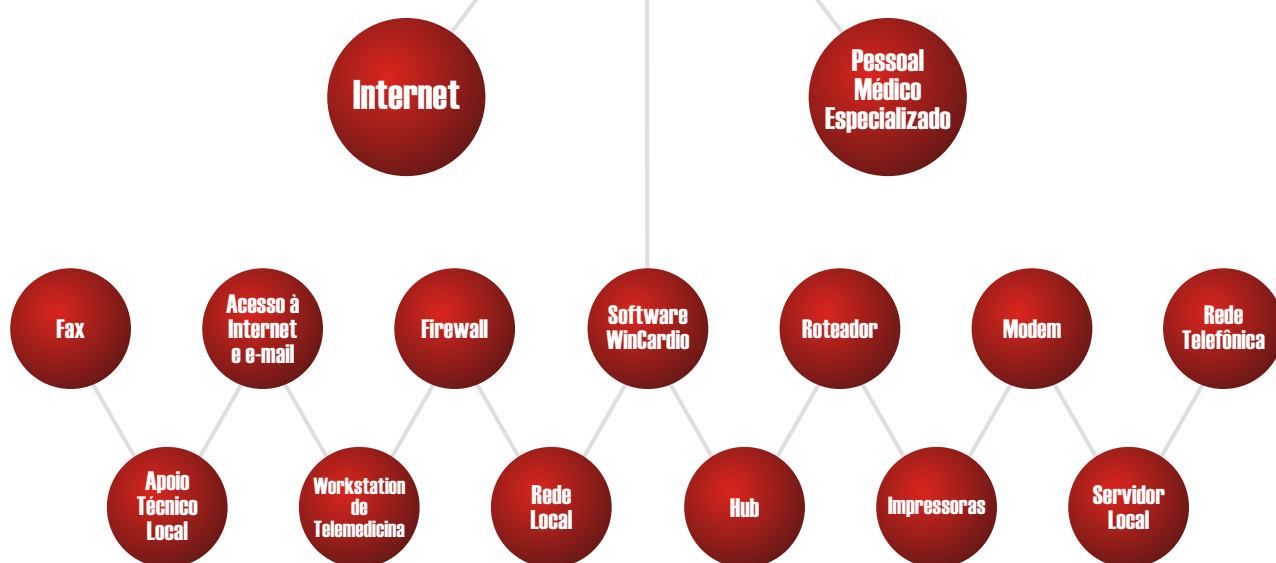 Internet
Pessoal
Médico
Especializado
Fax
Acesso à
Internet
e e-mail
Firewall
Software
WinCardio
Roteador
Modem
Rede
Telefônica
Apoio
Técnico
Local
Workstation
de
Telemedicina
Rede
Local
Hub
Impressoras
Servidor
Local